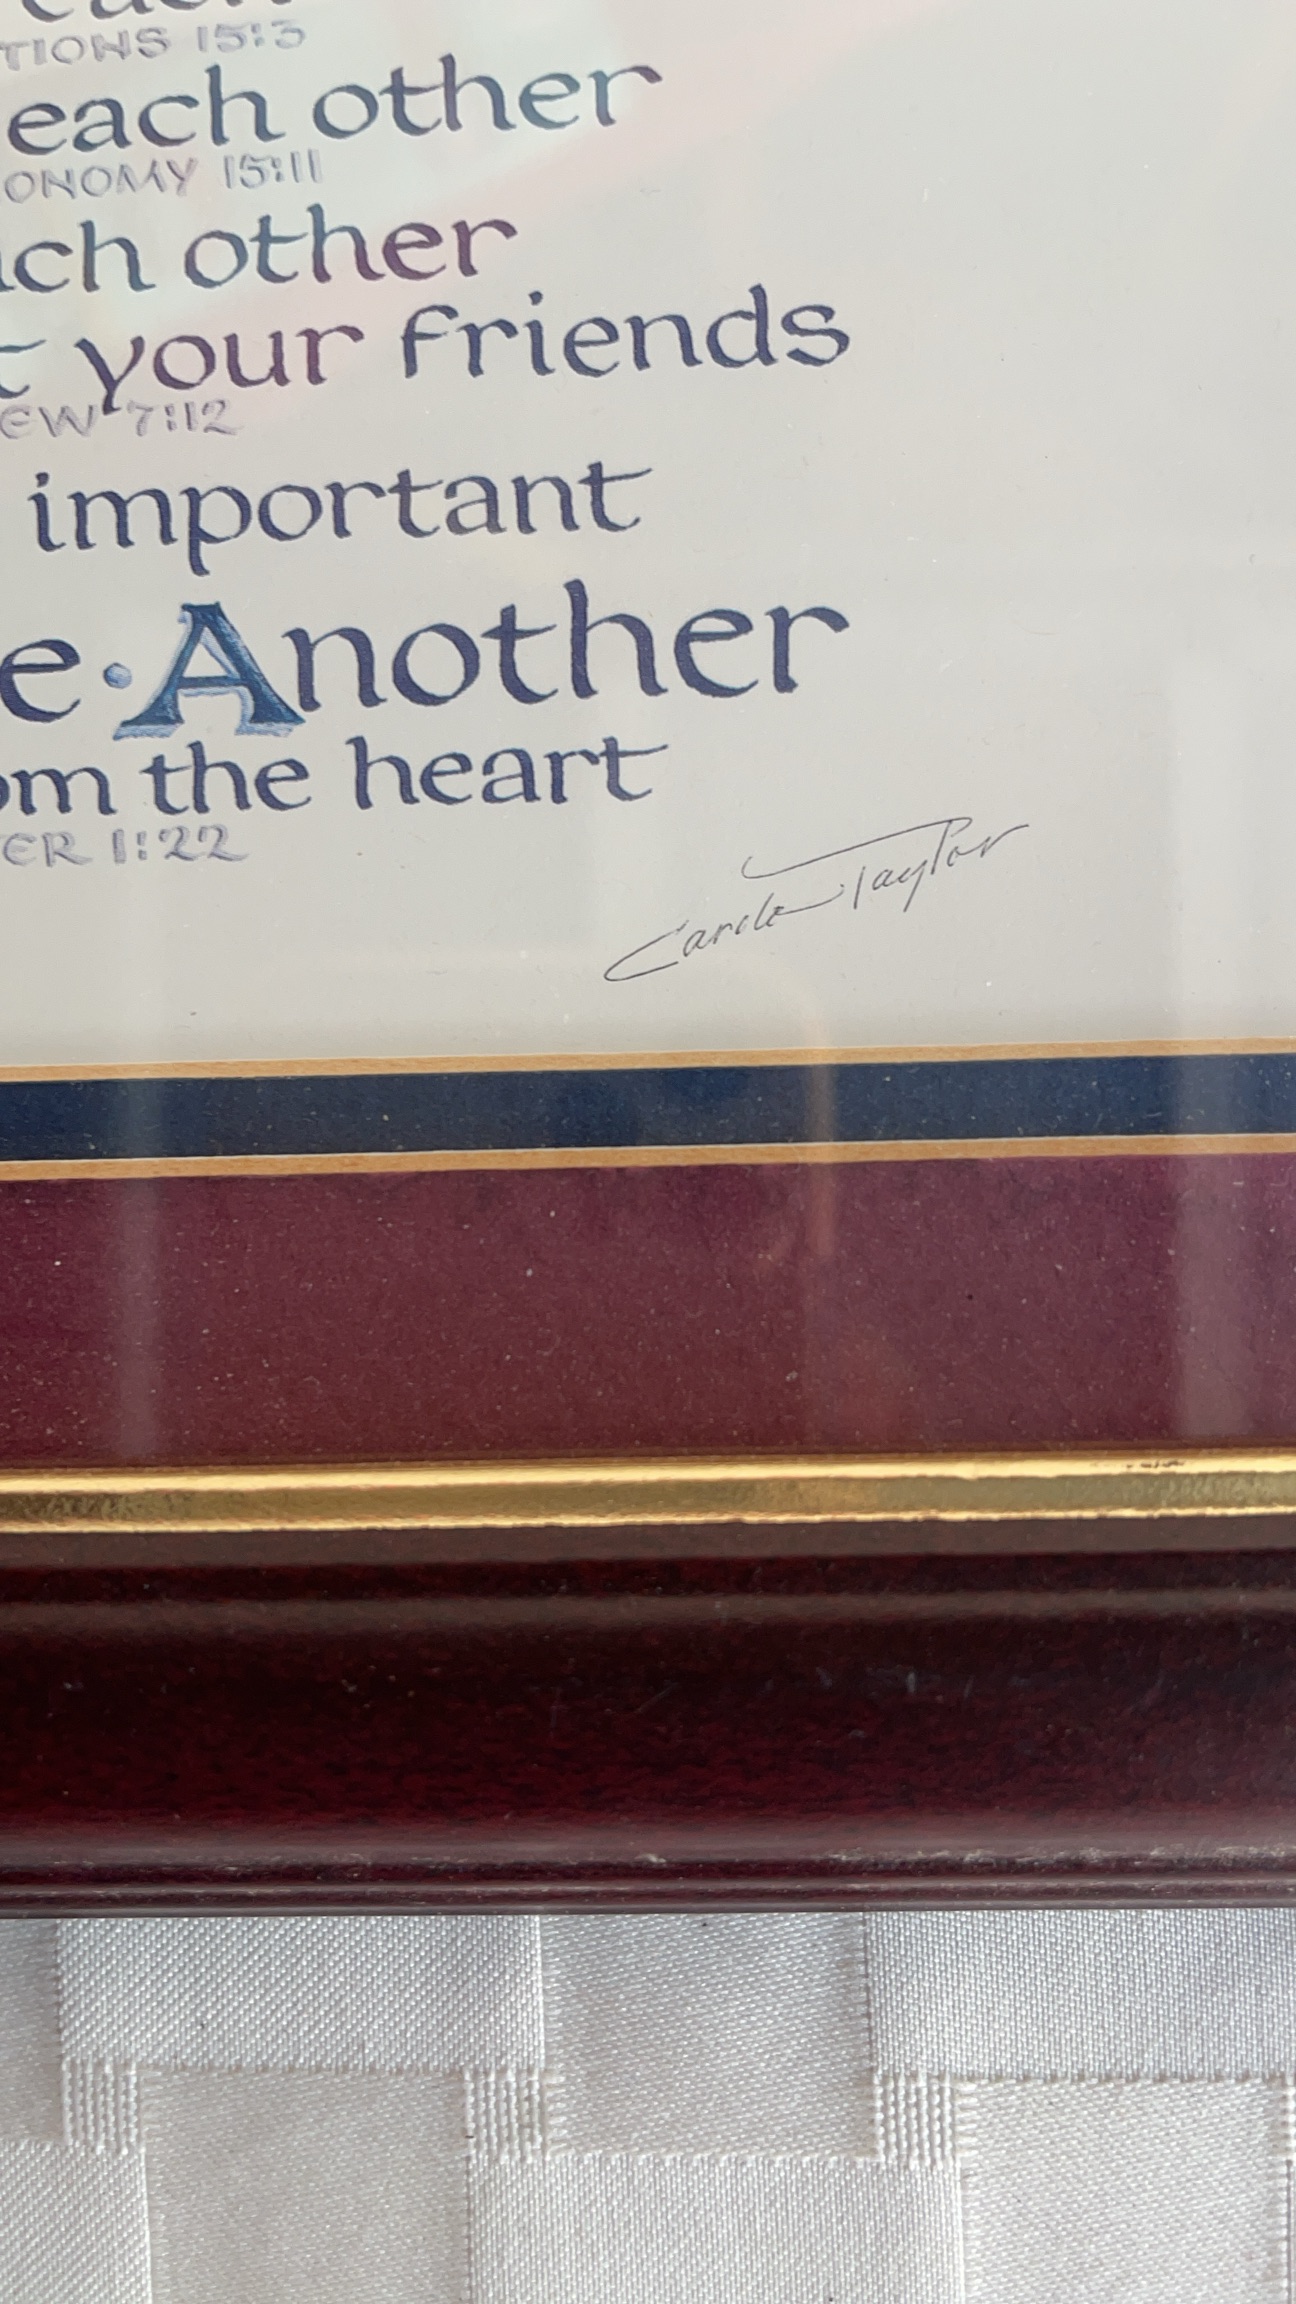 TIONS 15:3
each other
ONOMY 15:11
ch other
your friends
EW 7:12
important
e·Another
om the heart
ER 1:22
Carole Taylor